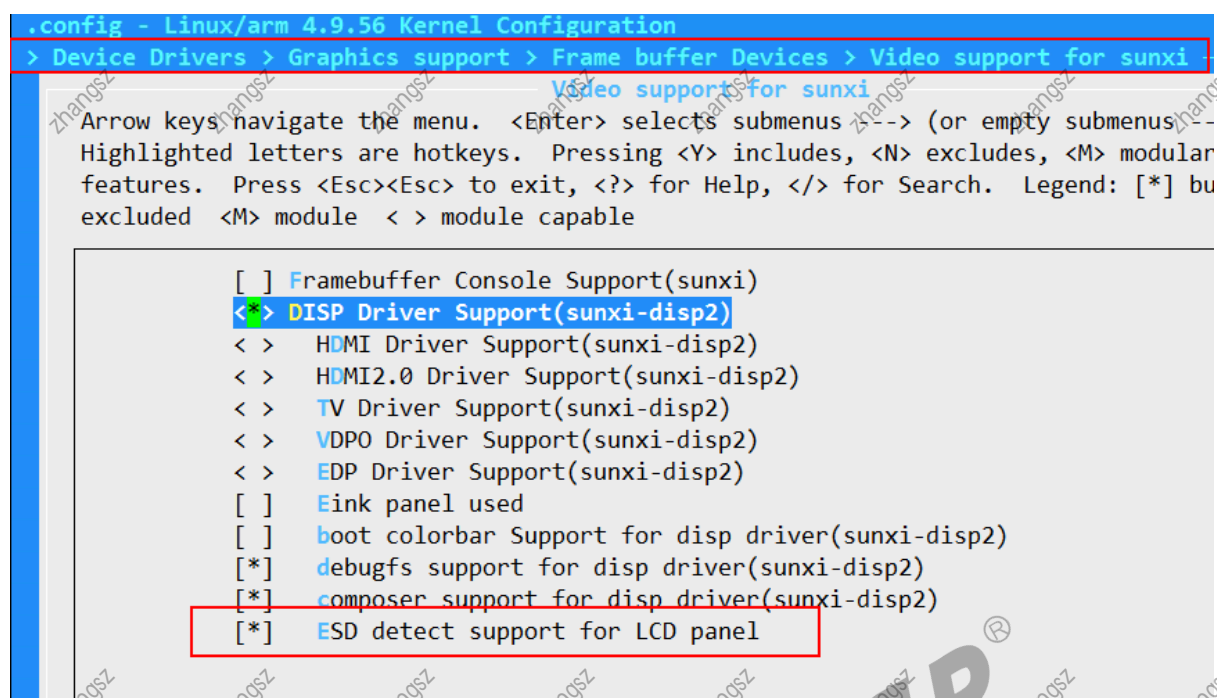 .config - Linux/arm 4.9.56 Kernel Configuration
> Device Drivers > Graphics support > Frame buffer Devices > Video support for sunxi -
Video support for sunxi
Arrow keys navigate the menu.  <Enter> selects submenus ---> (or empty submenus --
Highlighted letters are hotkeys.  Pressing <Y> includes, <N> excludes, <M> modular
features.  Press <Esc><Esc> to exit, <?> for Help, </> for Search.  Legend: [*] bu
excluded  <M> module  < > module capable
[ ] Framebuffer Console Support(sunxi)
<*> DISP Driver Support(sunxi-disp2)
< >   HDMI Driver Support(sunxi-disp2)
< >   HDMI2.0 Driver Support(sunxi-disp2)
< >   TV Driver Support(sunxi-disp2)
< >   VDPO Driver Support(sunxi-disp2)
< >   EDP Driver Support(sunxi-disp2)
[ ]   Eink panel used
[ ]   boot colorbar Support for disp driver(sunxi-disp2)
[*]   debugfs support for disp driver(sunxi-disp2)
[*]   composer support for disp driver(sunxi-disp2)
[*]   ESD detect support for LCD panel
®
zhangsz
zhangsz
zhangsz
zhangsz
zhangsz
zhangsz